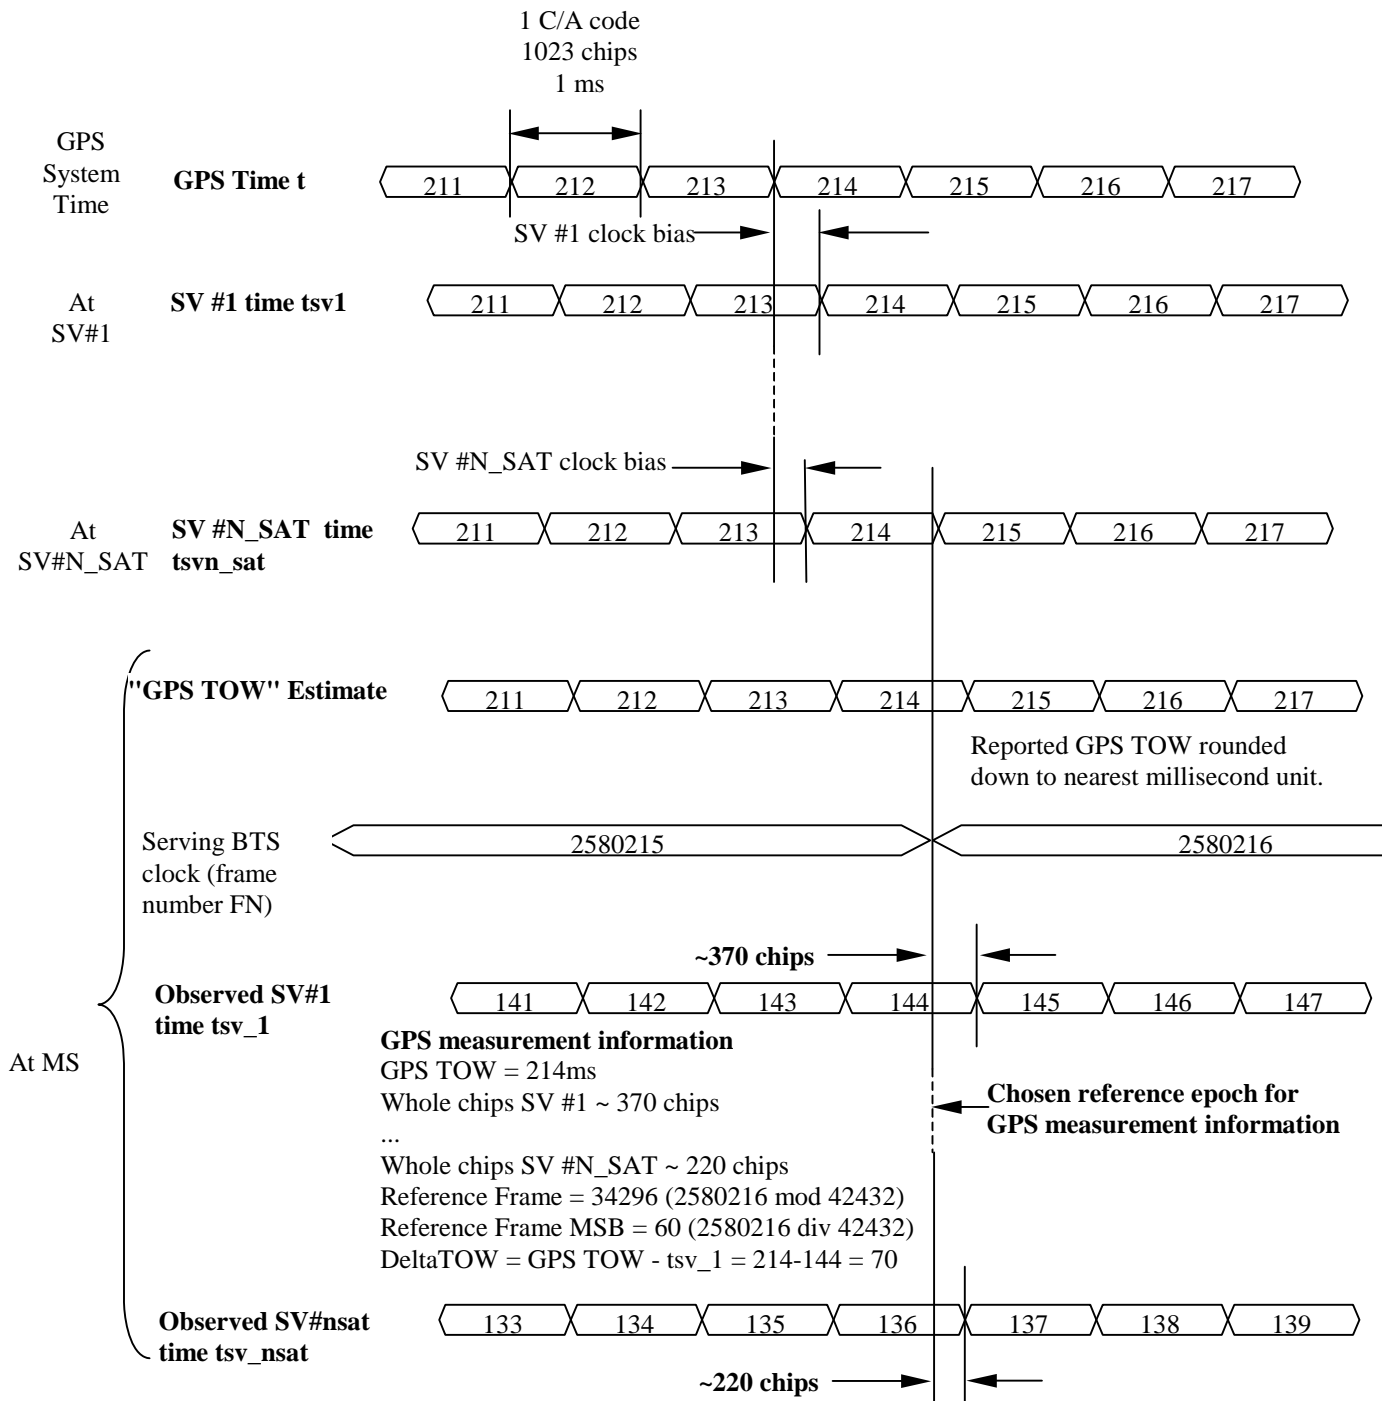 1 C/A code
1023 chips
1 ms
GPS
System
Time
GPS Time t
211 212 213 214 215 216 217
SV #1 clock bias
At
SV#1
SV #1 time tsv1
211 212 213 214 215 216 217
SV #N_SAT clock bias
At
SV#N_SAT
SV #N_SAT time
tsvn_sat
211 212 213 214 215 216 217
"GPS TOW" Estimate
211 212 213 214 215 216 217
Reported GPS TOW rounded
down to nearest millisecond unit.
Serving BTS
clock (frame
number FN)
2580215 2580216
~370 chips
Observed SV#1
time tsv_1
141 142 143 144 145 146 147
At MS
GPS measurement information
GPS TOW = 214ms
Whole chips SV #1 ~ 370 chips
...
Whole chips SV #N_SAT ~ 220 chips
Reference Frame = 34296 (2580216 mod 42432)
Reference Frame MSB = 60 (2580216 div 42432)
DeltaTOW = GPS TOW - tsv_1 = 214-144 = 70
Chosen reference epoch for
GPS measurement information
Observed SV#nsat
time tsv_nsat
133 134 135 136 137 138 139
~220 chips